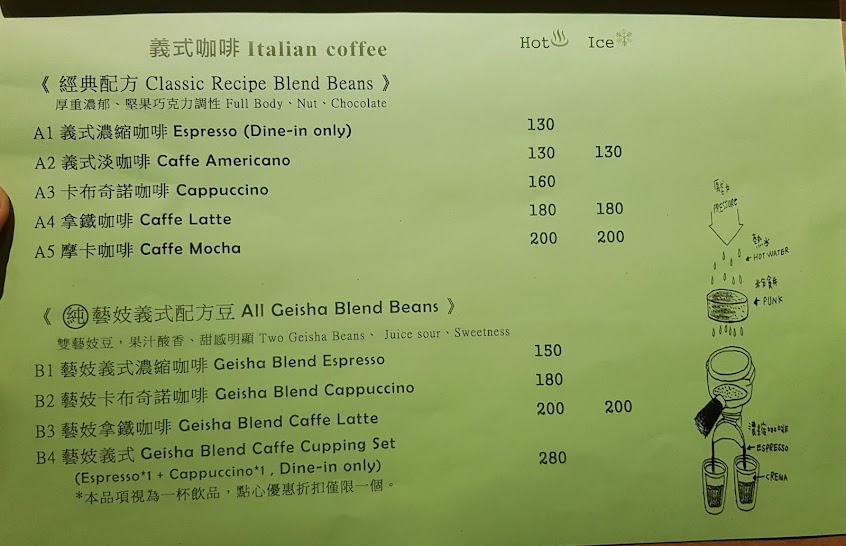 義式咖啡 Italian coffee Hot Ice
《 經典配方 Classic Recipe Blend Beans 》
厚重濃郁、堅果巧克力調性 Full Body、Nut、Chocolate
A1 義式濃縮咖啡 Espresso (Dine-in only) 130
A2 義式淡咖啡 Caffe Americano 130 130
A3 卡布奇諾咖啡 Cappuccino 160
A4 拿鐵咖啡 Caffe Latte 180 180
A5 摩卡咖啡 Caffe Mocha 200 200
《 純藝妓義式配方豆 All Geisha Blend Beans 》
雙藝妓豆，果汁酸香、甜感明顯 Two Geisha Beans、 Juice sour、Sweetness
B1 藝妓義式濃縮咖啡 Geisha Blend Espresso 150
B2 藝妓卡布奇諾咖啡 Geisha Blend Cappuccino 180
B3 藝妓拿鐵咖啡 Geisha Blend Caffe Latte 200 200
B4 藝妓義式 Geisha Blend Caffe Cupping Set 280
(Espresso*1 + Cappuccino*1 , Dine-in only)
*本品項視為一杯飲品，點心優惠折扣僅限一個。
PRESSURE
熱水
HOT WATER
粉餅
PUNK
濃縮咖啡
ESPRESSO
CREMA